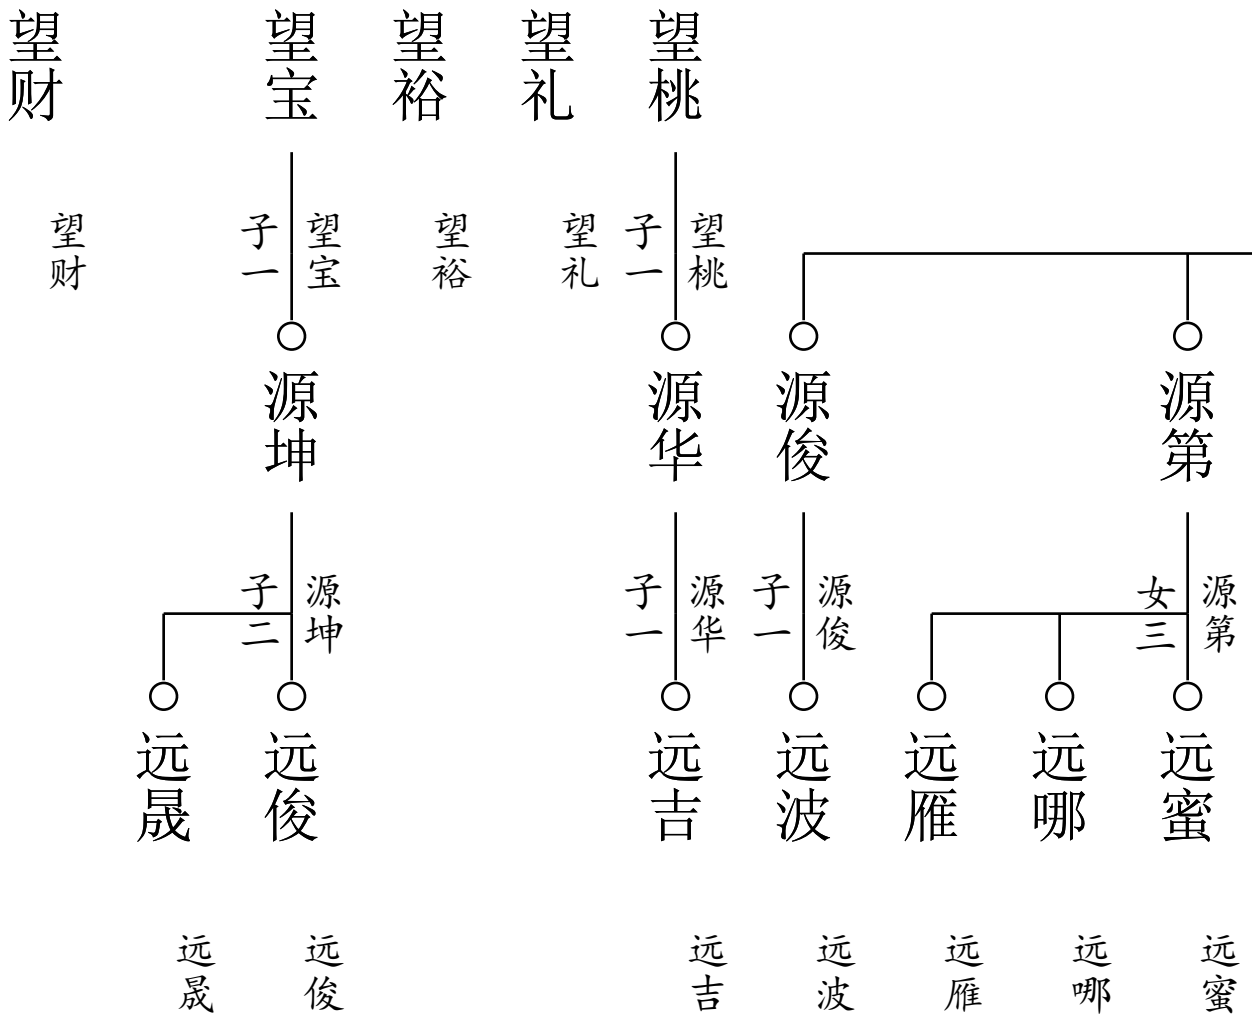 望桃
望礼
望裕
望宝
望财
望桃
子一
望礼
望裕
望宝
子一
望财
源第
源俊
源华
源坤
源第
女三
源俊
子一
源华
子一
源坤
子二
远蜜
远哪
远雁
远波
远吉
远俊
远晟
远蜜
远哪
远雁
远波
远吉
远俊
远晟